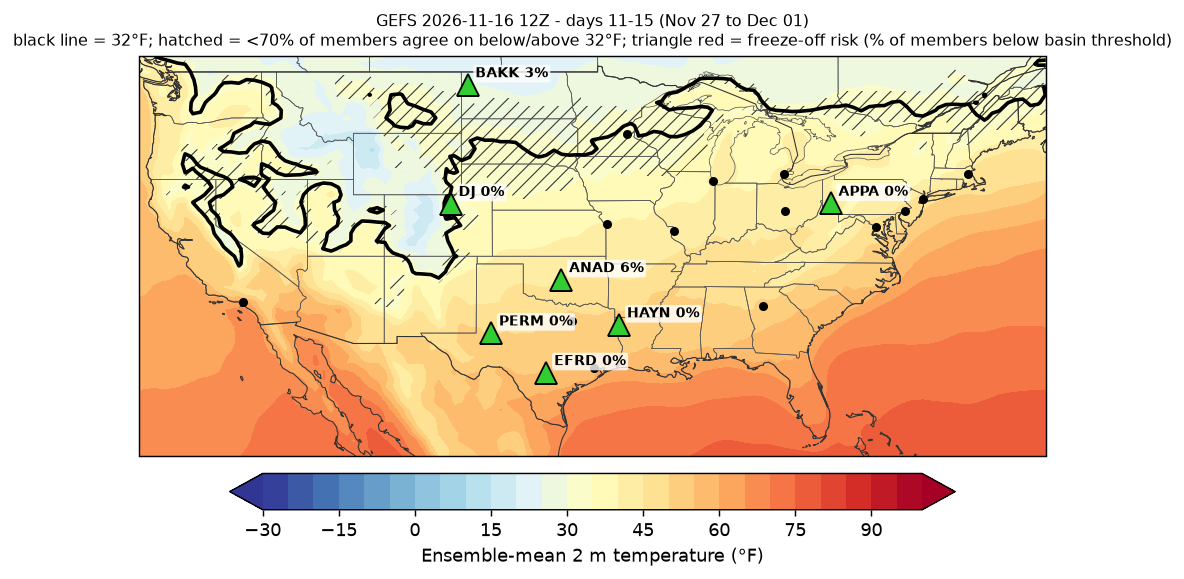 GEFS 2026-11-16 12Z - days 11-15 (Nov 27 to Dec 01)
black line = 32°F; hatched = <70% of members agree on below/above 32°F; triangle red = freeze-off risk (% of members below basin threshold)
BAKK 3%
DJ 0%
APPA 0%
ANAD 6%
HAYN 0%
PERM 0%
EFRD 0%
−30 −15 0 15 30 45 60 75 90
Ensemble-mean 2 m temperature (°F)